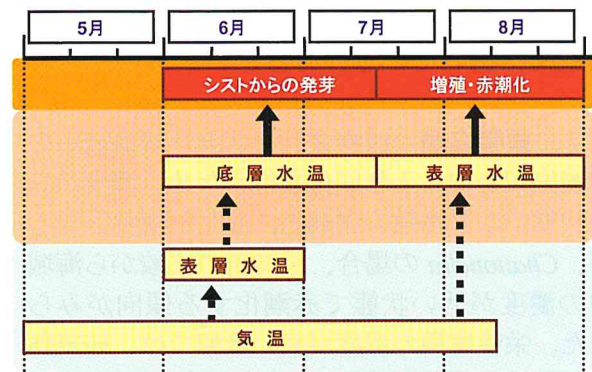 5月 6月 7月 8月
シストからの発芽 増殖・赤潮化
底層水温 表層水温
表層水温
気温